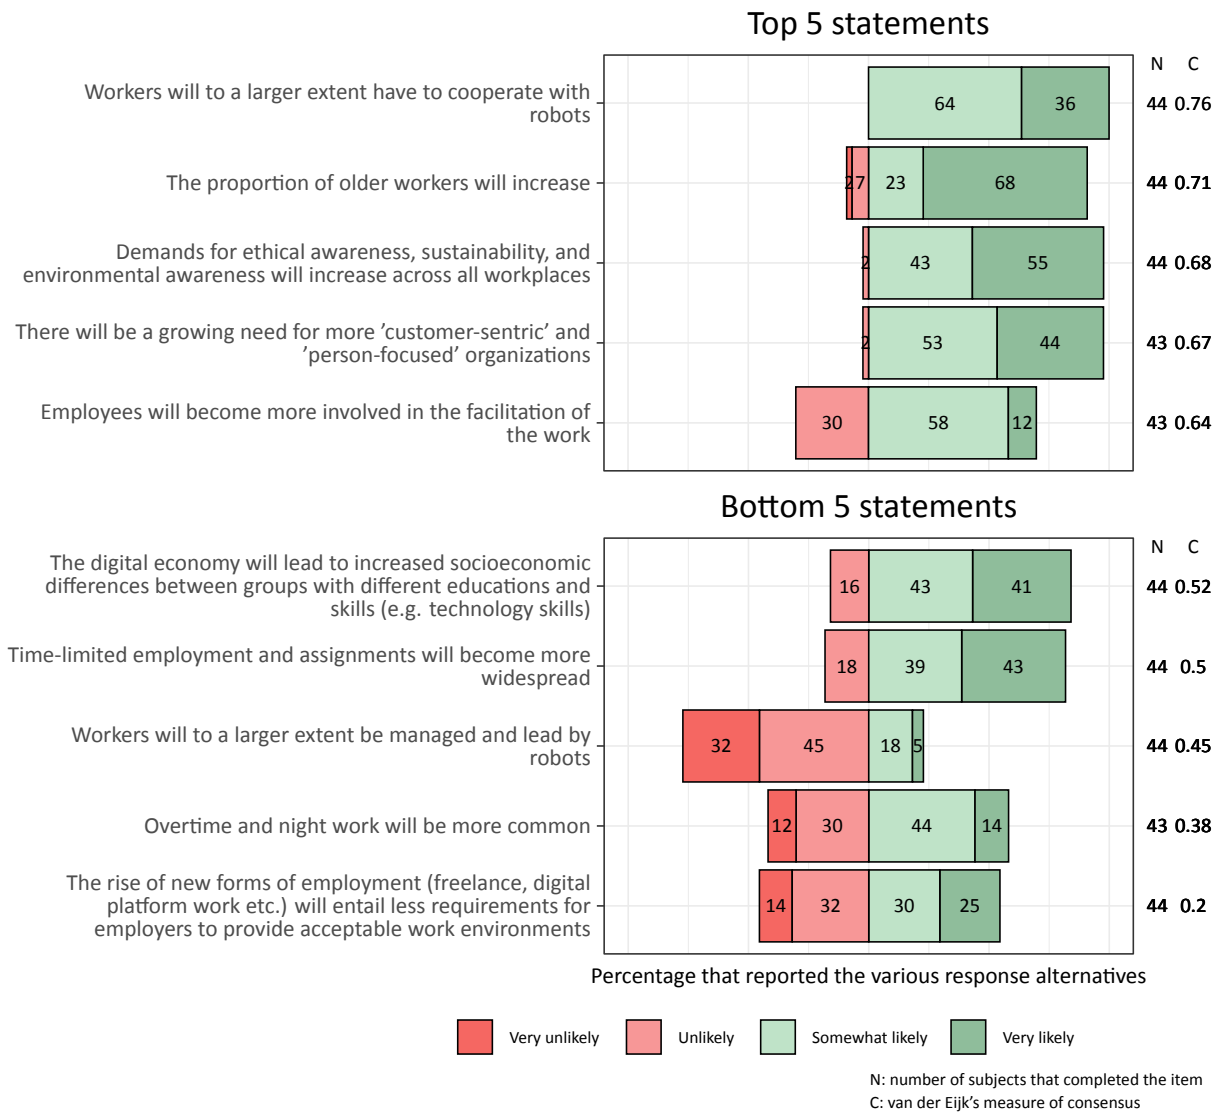 Top 5 statements
N C
Workers will to a larger extent have to cooperate with
robots
64 36
44 0.76
The proportion of older workers will increase
2 7 23 68
44 0.71
Demands for ethical awareness, sustainability, and
environmental awareness will increase across all workplaces
2 43 55
44 0.68
There will be a growing need for more ’customer-sentric’ and
’person-focused’ organizations
2 53 44
43 0.67
Employees will become more involved in the facilitation of
the work
30 58 12
43 0.64
Bottom 5 statements
N C
The digital economy will lead to increased socioeconomic
differences between groups with different educations and
skills (e.g. technology skills)
16 43 41
44 0.52
Time-limited employment and assignments will become more
widespread
18 39 43
44 0.5
Workers will to a larger extent be managed and lead by
robots
32 45 18 5
44 0.45
Overtime and night work will be more common
12 30 44 14
43 0.38
The rise of new forms of employment (freelance, digital
platform work etc.) will entail less requirements for
employers to provide acceptable work environments
14 32 30 25
44 0.2
Percentage that reported the various response alternatives
Very unlikely Unlikely Somewhat likely Very likely
N: number of subjects that completed the item
C: van der Eijk’s measure of consensus